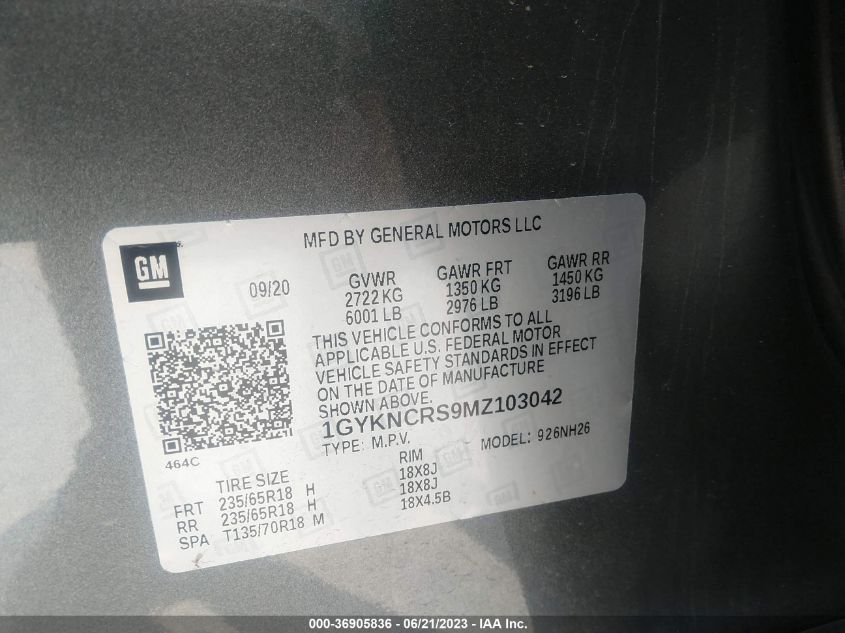 MFD BY GENERAL MOTORS LLC
GM
09/20
GVWR
2722 KG
6001 LB
GAWR FRT
1350 KG
2976 LB
GAWR RR
1450 KG
3196 LB
THIS VEHICLE CONFORMS TO ALL
APPLICABLE U.S. FEDERAL MOTOR
VEHICLE SAFETY STANDARDS IN EFFECT
ON THE DATE OF MANUFACTURE
SHOWN ABOVE.
1GYKNCRS9MZ103042
TYPE: M.P.V. MODEL: 926NH26
464C
TIRE SIZE RIM
FRT 235/65R18 H 18X8J
RR 235/65R18 H 18X8J
SPA T135/70R18 M 18X4.5B
000-36905836 - 06/21/2023 - IAA Inc.